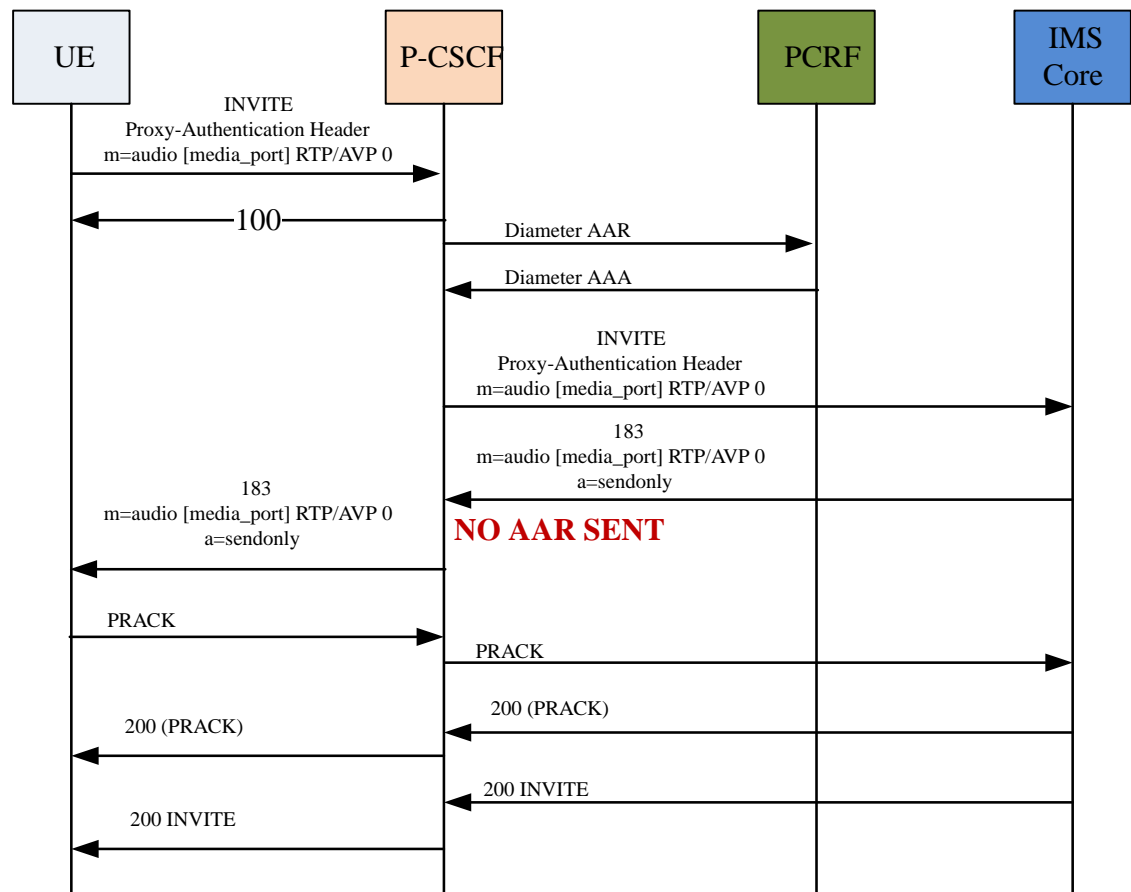 UE
P-CSCF
PCRF
IMS
Core
INVITE
Proxy-Authentication Header
m=audio [media_port] RTP/AVP 0
100
Diameter AAR
Diameter AAA
INVITE
Proxy-Authentication Header
m=audio [media_port] RTP/AVP 0
183
m=audio [media_port] RTP/AVP 0
a=sendonly
183
m=audio [media_port] RTP/AVP 0
a=sendonly
NO AAR SENT
PRACK
PRACK
200 (PRACK)
200 (PRACK)
200 INVITE
200 INVITE